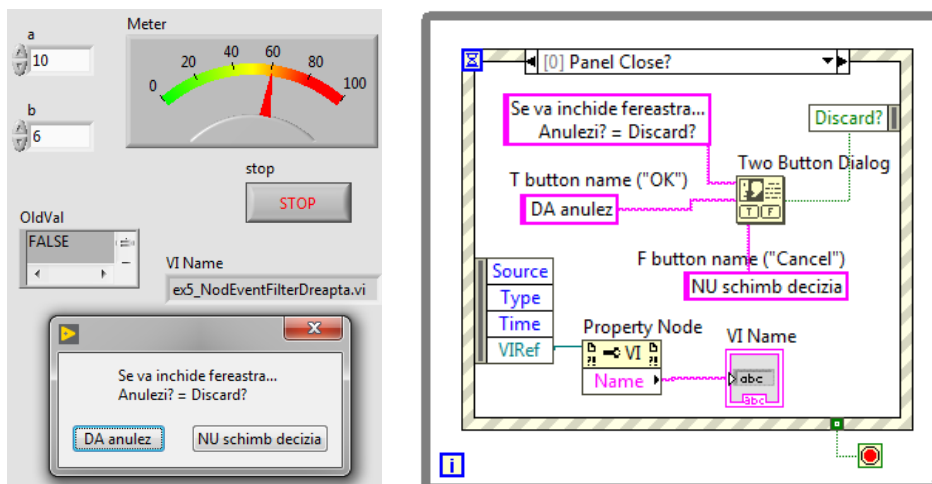 a
10
b
6
Meter
0
20
40
60
80
100
stop
STOP
OldVal
FALSE
VI Name
ex5_NodEventFilterDreapta.vi
Se va inchide fereastra...
Anulezi? = Discard?
DA anulez
NU schimb decizia
[0] Panel Close?
Se va inchide fereastra...
Anulezi? = Discard?
Discard?
Two Button Dialog
T button name ("OK")
DA anulez
T F
F button name ("Cancel")
NU schimb decizia
Source
Type
Time
VIRef
Property Node
?! VI ?!
Name
VI Name
abc
abc
i